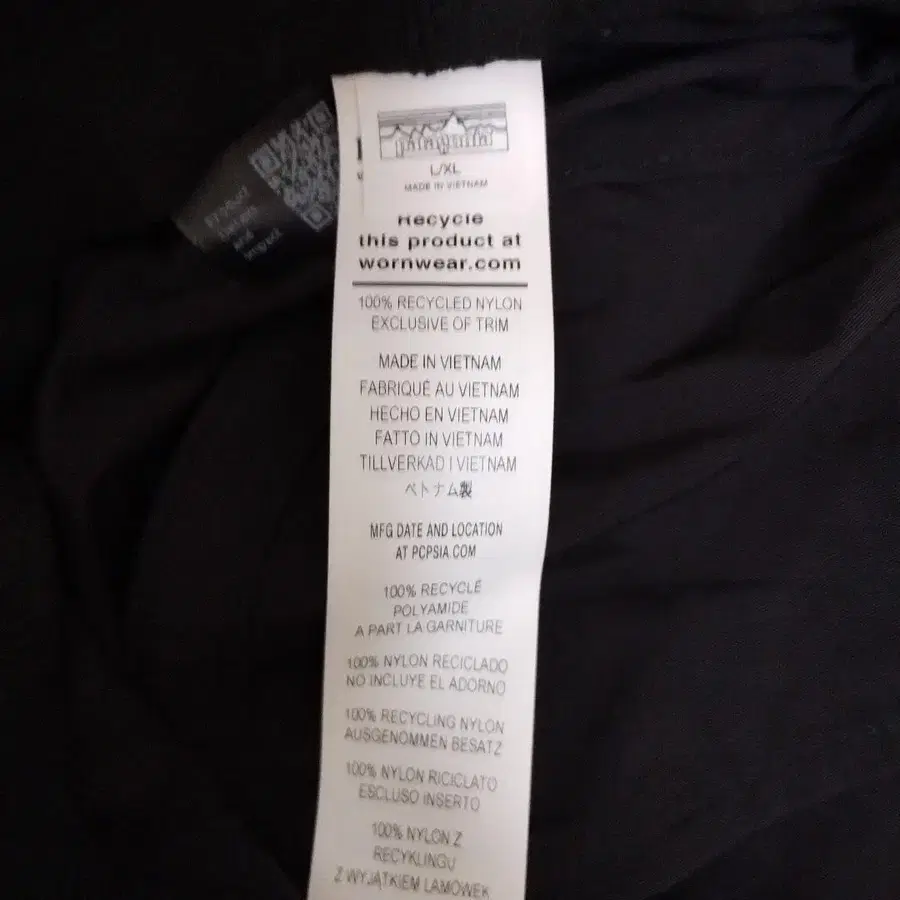 patagonia
L/XL
MADE IN VIETNAM
Recycle
this product at
wornwear.com
100% RECYCLED NYLON
EXCLUSIVE OF TRIM
MADE IN VIETNAM
FABRIQUÉ AU VIETNAM
HECHO EN VIETNAM
FATTO IN VIETNAM
TILLVERKAD I VIETNAM
ベトナム製
MFG DATE AND LOCATION
AT PCPSIA.COM
100% RECYCLÉ
POLYAMIDE
A PART LA GARNITURE
100% NYLON RECICLADO
NO INCLUYE EL ADORNO
100% RECYCLING NYLON
AUSGENOMMEN BESATZ
100% NYLON RICICLATO
ESCLUSO INSERTO
100% NYLON Z
RECYKLINGU
Z WYJĄTKIEM LAMÓWEK